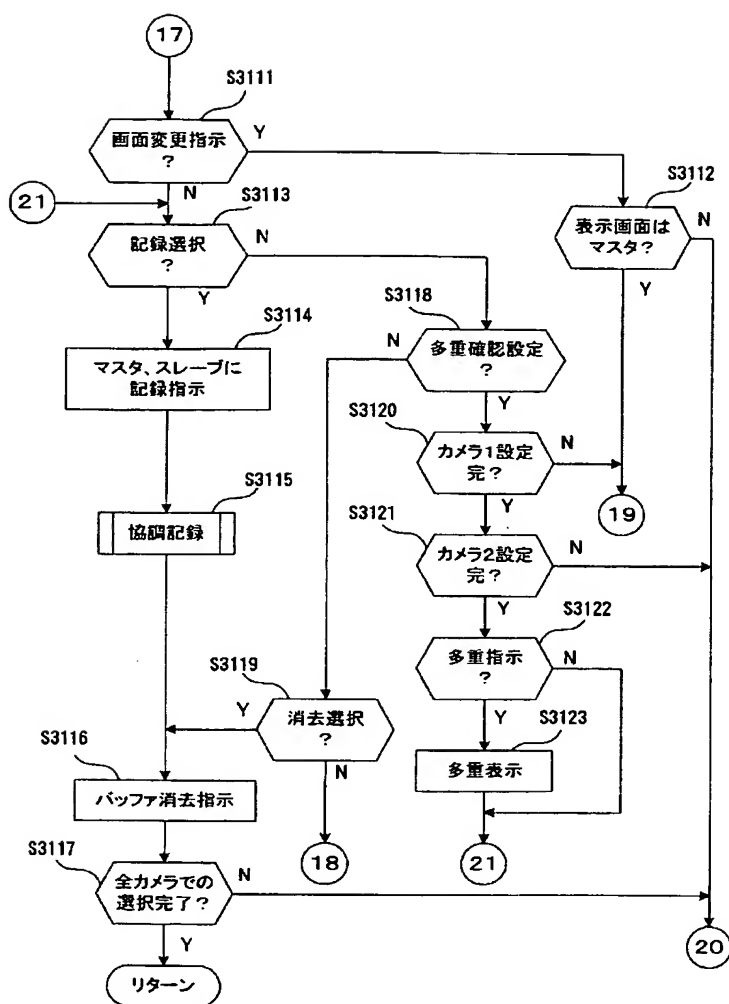 17
S3111
画面変更指示
?
Y
N
21
S3113
S3112
記録選択
?
N
Y
表示画面は
マスタ?
N
Y
S3114
S3118
マスタ、スレーブに
記録指示
N
多重確認設定
?
Y
S3120
カメラ1設定
完?
N
Y
19
S3115
協調記録
S3121
カメラ2設定
完?
N
Y
S3122
多重指示
?
N
Y
S3119
消去選択
?
Y
N
S3123
多重表示
S3116
バッファ消去指示
18
21
S3117
全カメラでの
選択完了?
N
Y
20
リターン